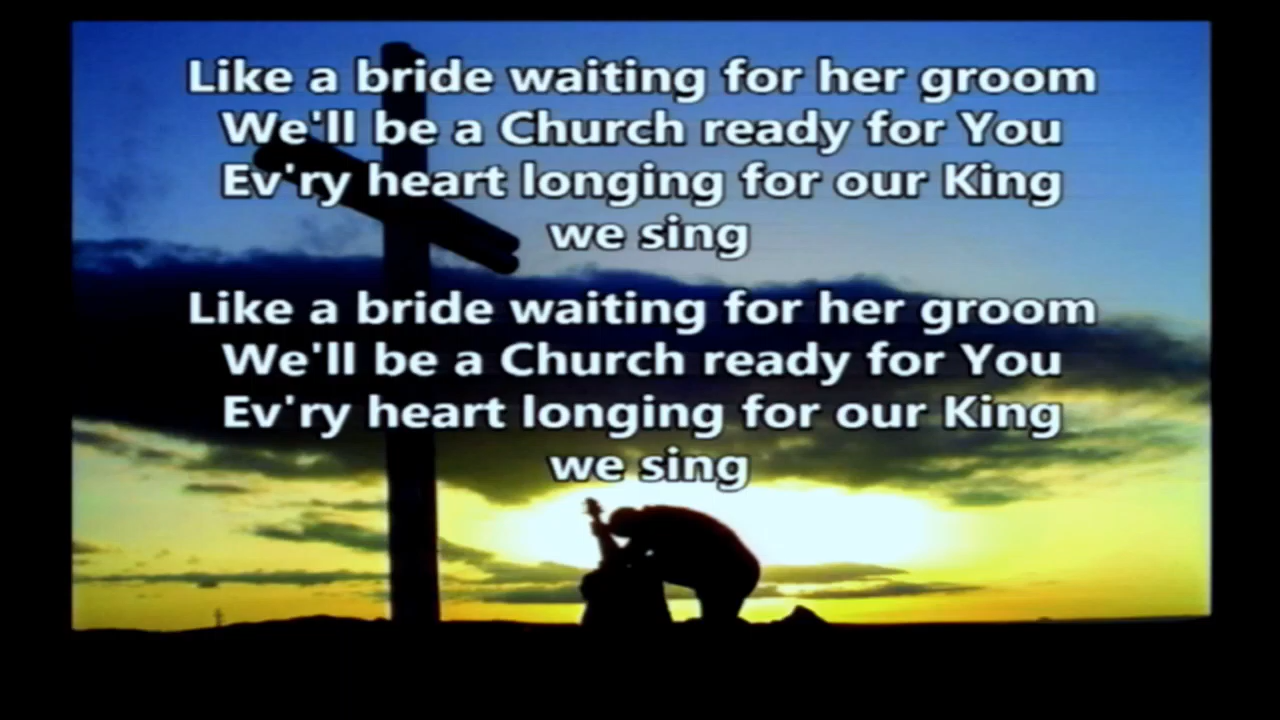 Like a bride waiting for her groom
We'll be a Church ready for You
Ev'ry heart longing for our King
we sing
Like a bride waiting for her groom
We'll be a Church ready for You
Ev'ry heart longing for our King
we sing